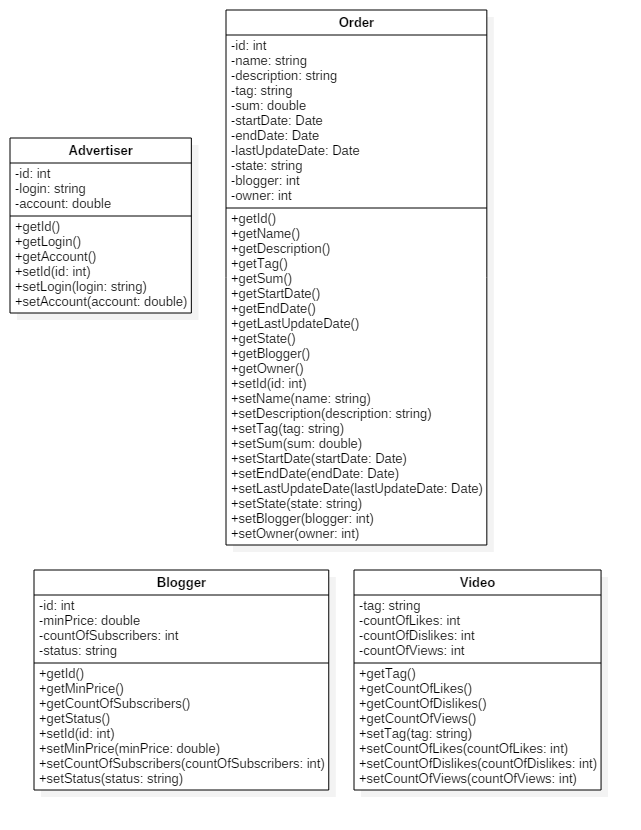 Order
-id: int
-name: string
-description: string
-tag: string
-sum: double
-startDate: Date
-endDate: Date
-lastUpdateDate: Date
-state: string
-blogger: int
-owner: int
+getId()
+getName()
+getDescription()
+getTag()
+getSum()
+getStartDate()
+getEndDate()
+getLastUpdateDate()
+getState()
+getBlogger()
+getOwner()
+setId(id: int)
+setName(name: string)
+setDescription(description: string)
+setTag(tag: string)
+setSum(sum: double)
+setStartDate(startDate: Date)
+setEndDate(endDate: Date)
+setLastUpdateDate(lastUpdateDate: Date)
+setState(state: string)
+setBlogger(blogger: int)
+setOwner(owner: int)
Advertiser
-id: int
-login: string
-account: double
+getId()
+getLogin()
+getAccount()
+setId(id: int)
+setLogin(login: string)
+setAccount(account: double)
Blogger
-id: int
-minPrice: double
-countOfSubscribers: int
-status: string
+getId()
+getMinPrice()
+getCountOfSubscribers()
+getStatus()
+setId(id: int)
+setMinPrice(minPrice: double)
+setCountOfSubscribers(countOfSubscribers: int)
+setStatus(status: string)
Video
-tag: string
-countOfLikes: int
-countOfDislikes: int
-countOfViews: int
+getTag()
+getCountOfLikes()
+getCountOfDislikes()
+getCountOfViews()
+setTag(tag: string)
+setCountOfLikes(countOfLikes: int)
+setCountOfDislikes(countOfDislikes: int)
+setCountOfViews(countOfViews: int)